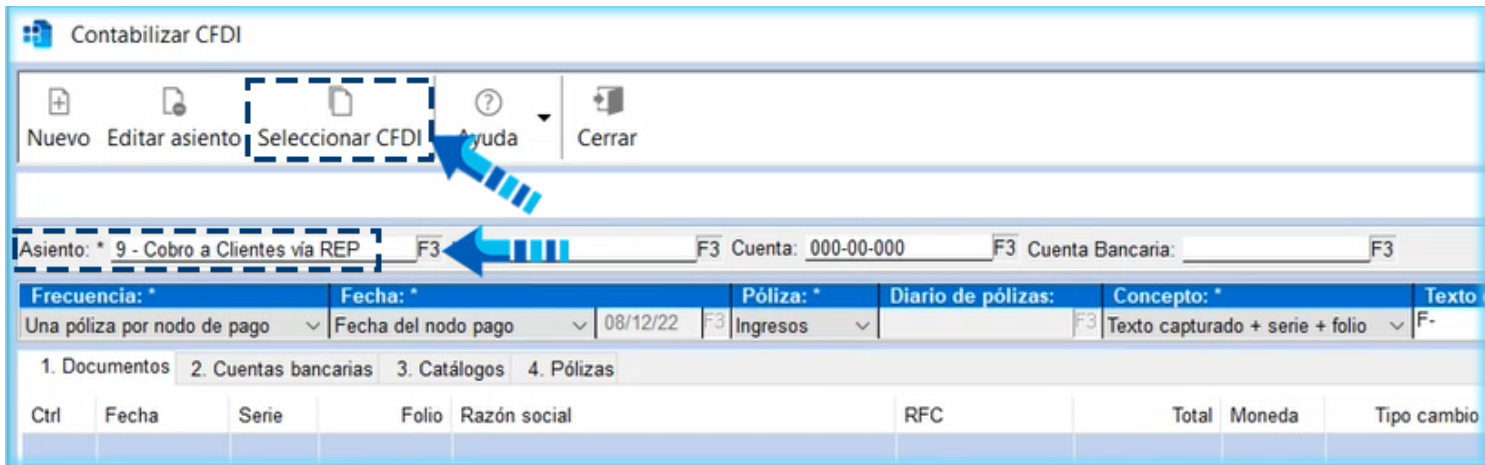 Contabilizar CFDI
Nuevo Editar asiento Seleccionar CFDI Ayuda Cerrar
Asiento: * 9 - Cobro a Clientes vía REP F3 F3 Cuenta: 000-00-000 F3 Cuenta Bancaria: F3
Frecuencia: * Fecha: * Póliza: * Diario de pólizas: Concepto: * Texto
Una póliza por nodo de pago Fecha del nodo pago 08/12/22 F3 Ingresos F3 Texto capturado + serie + folio F-
1. Documentos 2. Cuentas bancarias 3. Catálogos 4. Pólizas
Ctrl Fecha Serie Folio Razón social RFC Total Moneda Tipo cambio